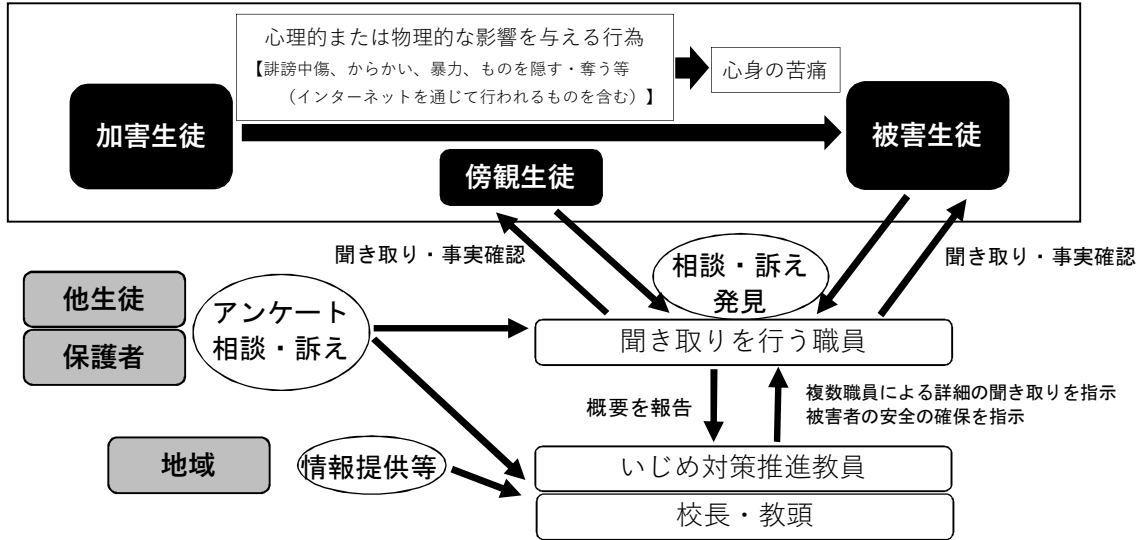 心理的または物理的な影響を与える行為
【誹謗中傷、からかい、暴力、ものを隠す・奪う等
（インターネットを通じて行われるものを含む）】
心身の苦痛
加害生徒
被害生徒
傍観生徒
聞き取り・事実確認
相談・訴え
発見
聞き取り・事実確認
他生徒
保護者
アンケート
相談・訴え
聞き取りを行う職員
概要を報告
複数職員による詳細の聞き取りを指示
被害者の安全の確保を指示
地域
情報提供等
いじめ対策推進教員
校長・教頭